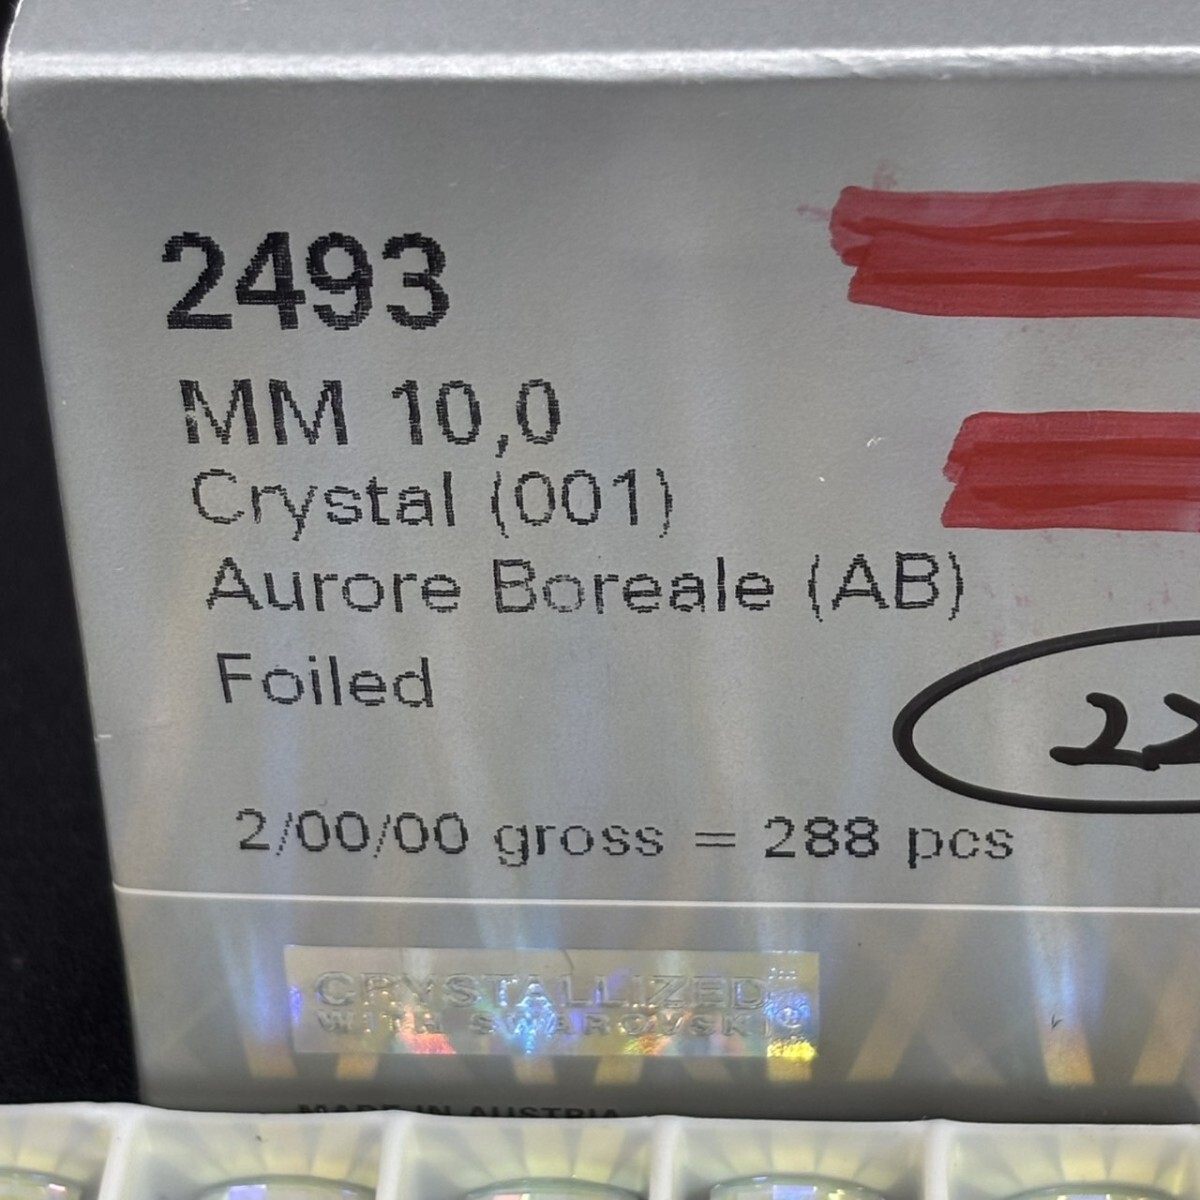 2493
MM 10,0
Crystal (001)
Aurore Boreale (AB)
Foiled
2/00/00 gross = 288 pcs
CRYSTALLIZED™
WITH SWAROVSKI®
MADE IN AUSTRIA